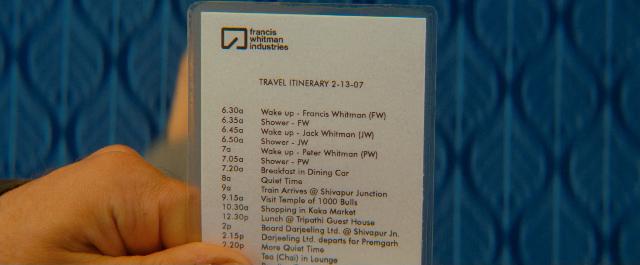 francis
whitman
industries
TRAVEL ITINERARY 2-13-07
6.30a Wake up - Francis Whitman (FW)
6.35a Shower - FW
6.45a Wake up - Jack Whitman (JW)
6.50a Shower - JW
7a Wake up - Peter Whitman (PW)
7.05a Shower - PW
7.20a Breakfast in Dining Car
8a Quiet Time
9a Train Arrives @ Shivapur Junction
9.15a Visit Temple of 1000 Bulls
10.30a Shopping in Kaka Market
12.30p Lunch @ Tripathi Guest House
2p Board Darjeeling Ltd. @ Shivapur Jn.
2.15p Darjeeling Ltd. departs for Premgarh
2.20p More Quiet Time
Tea (Chai) in Lounge